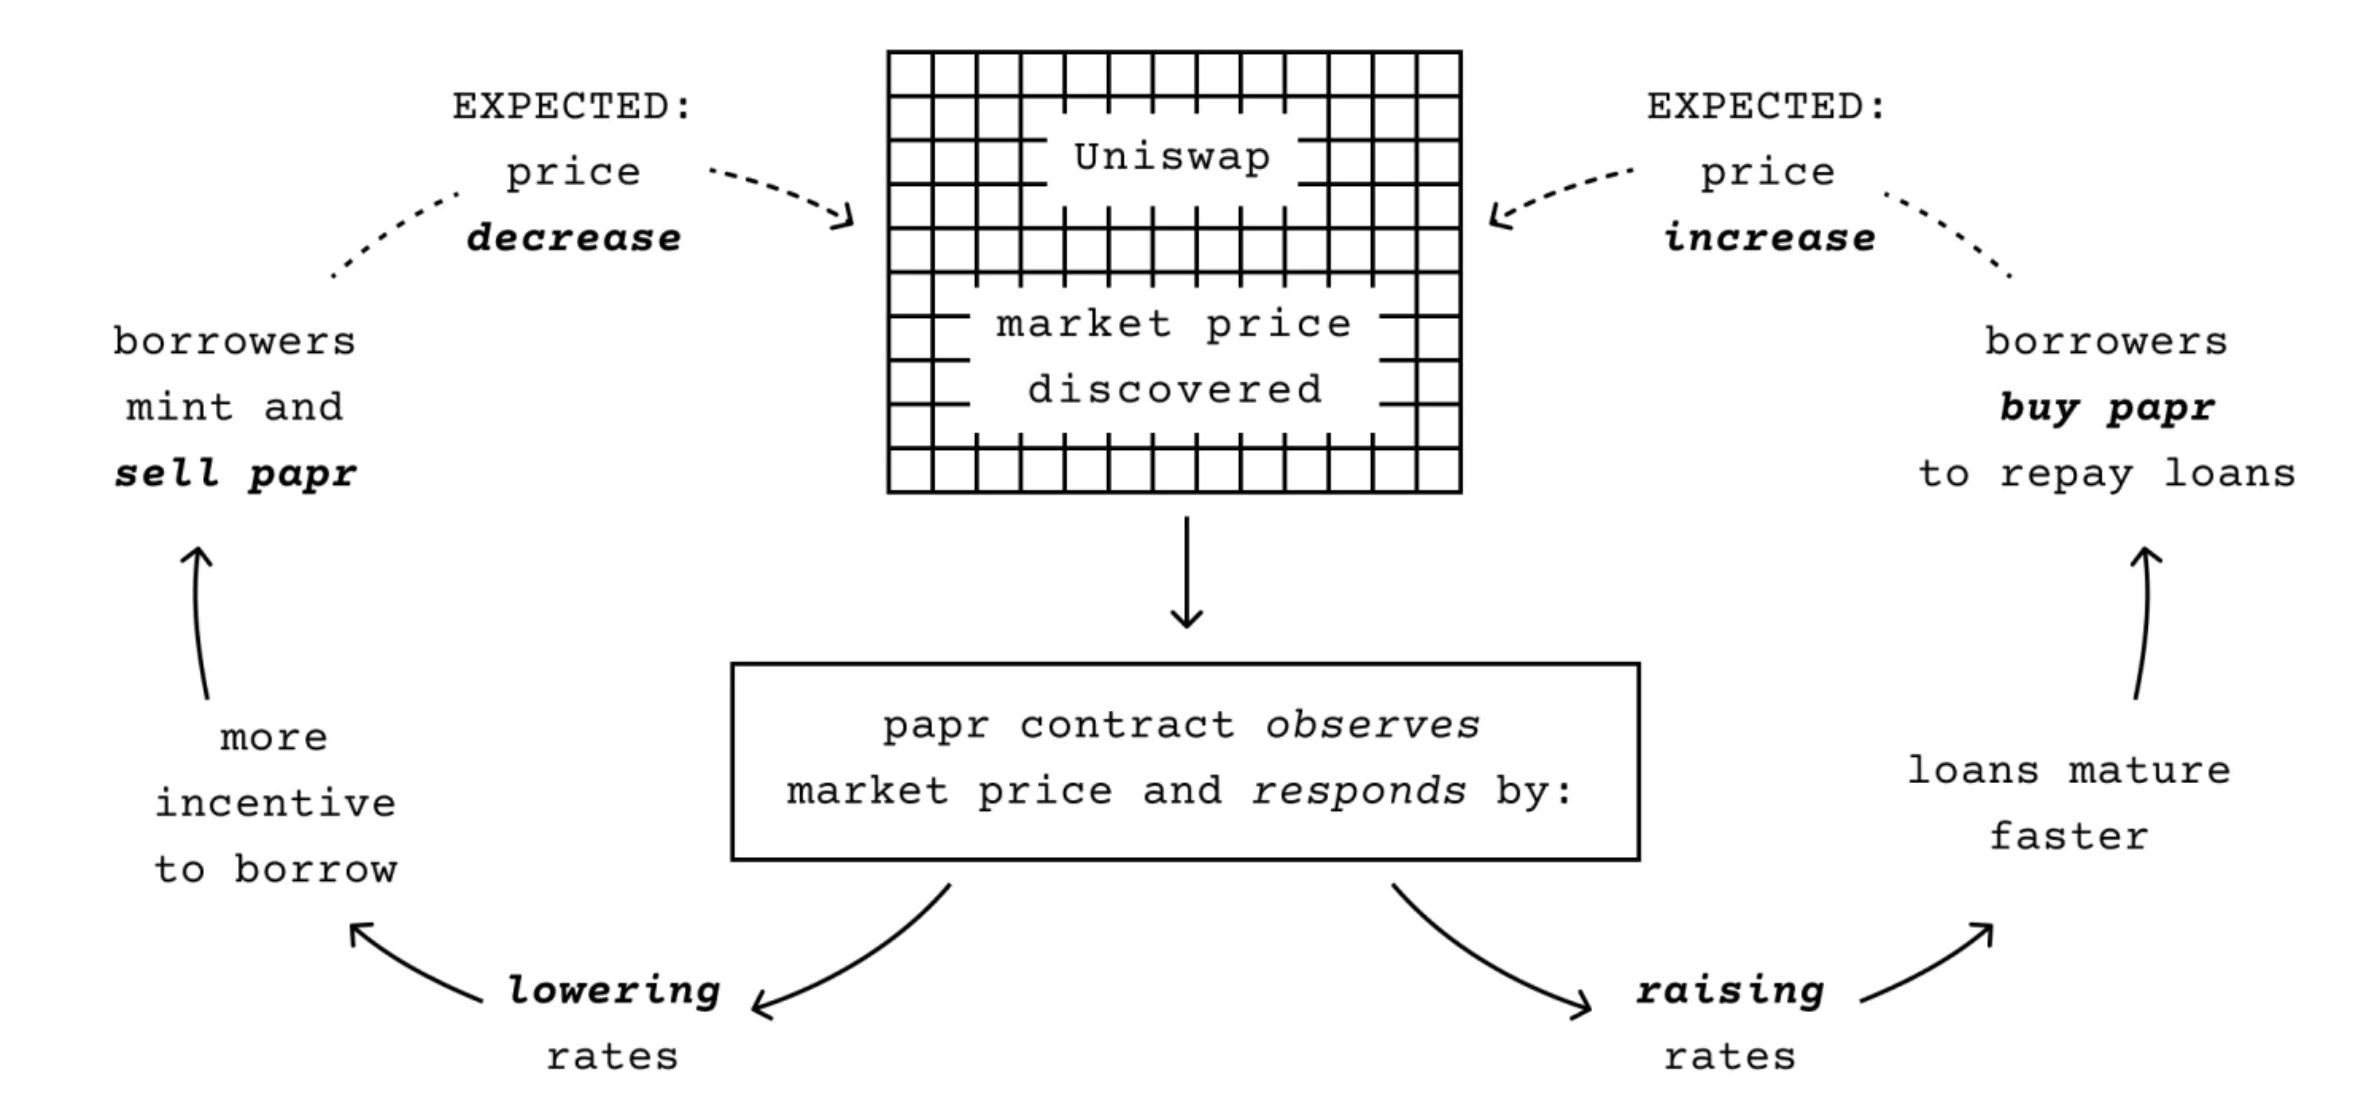 EXPECTED:
price
decrease
Uniswap
market price
discovered
EXPECTED:
price
increase
borrowers
mint and
sell papr
borrowers
buy papr
to repay loans
papr contract observes
market price and responds by:
more
incentive
to borrow
loans mature
faster
lowering
rates
raising
rates